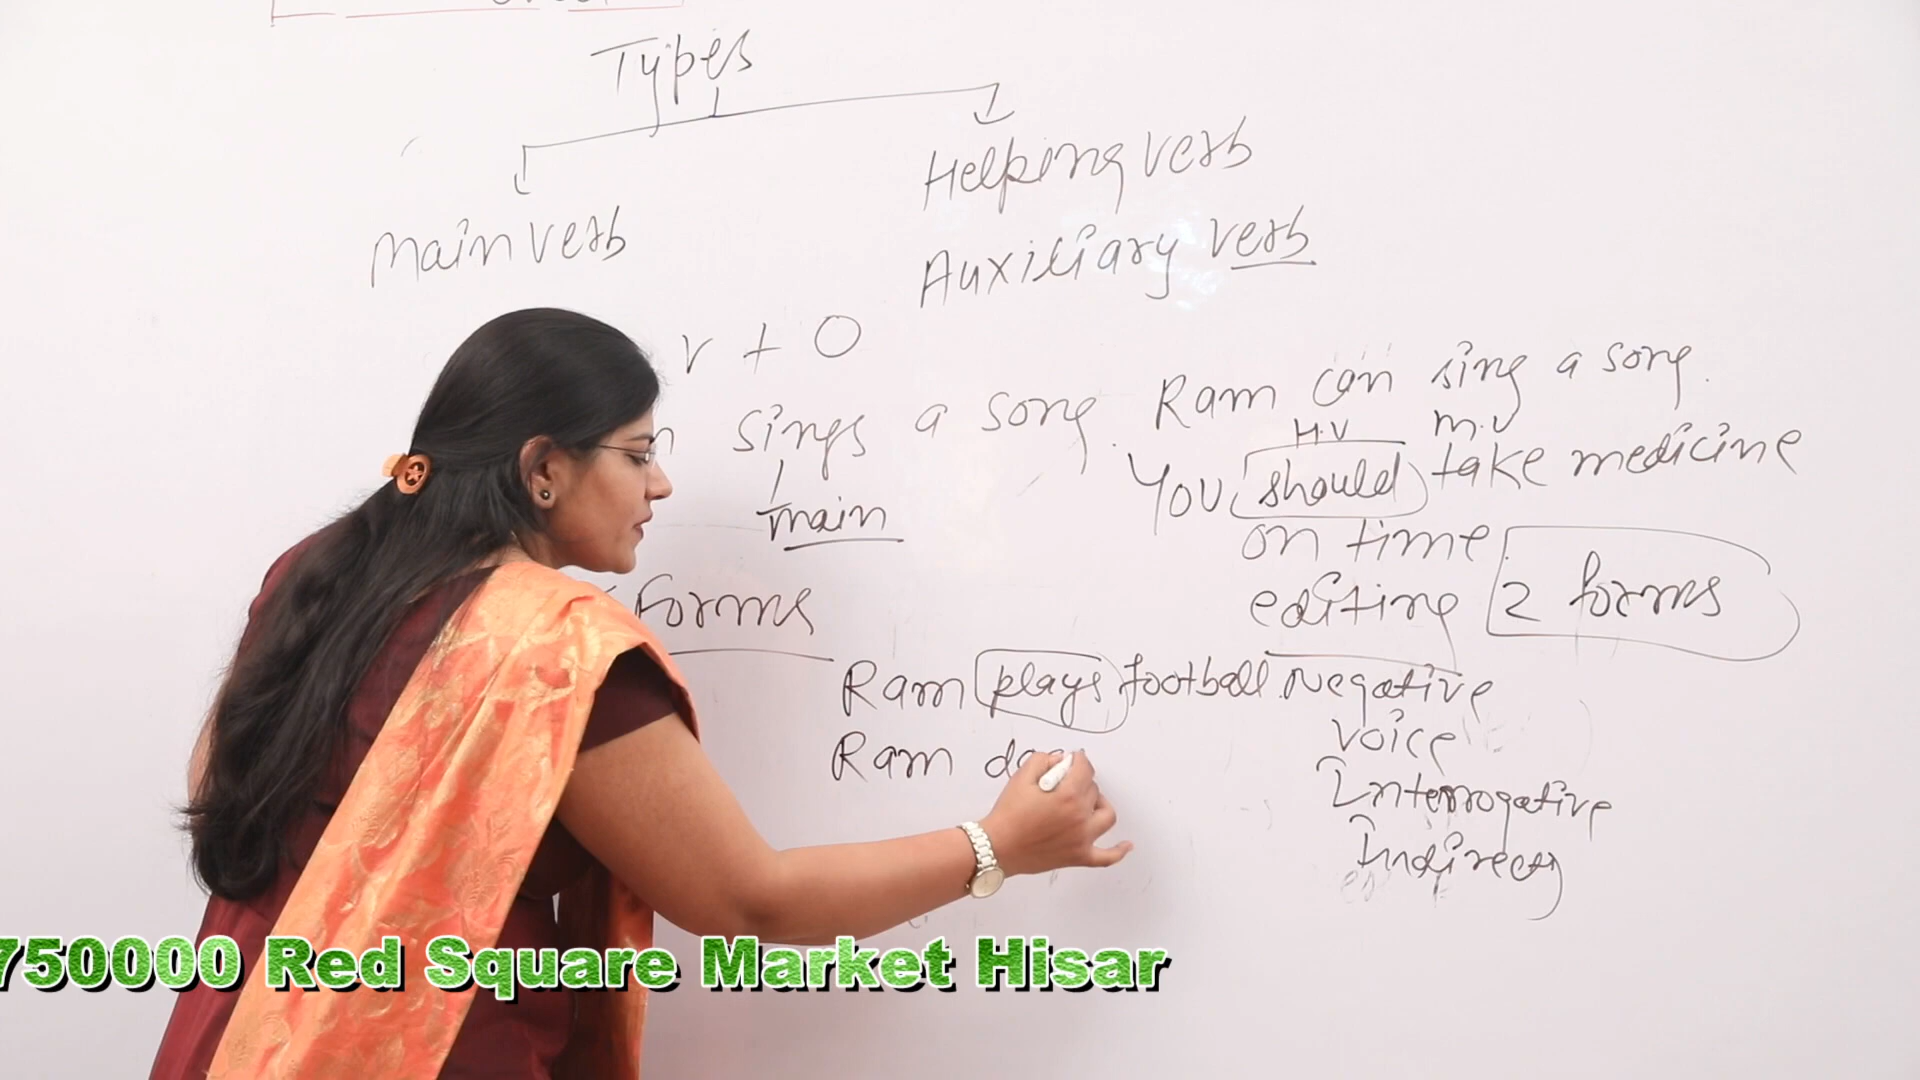 Types
Helping verb
Main verb
Auxiliary verb
v + O
sings a song.
main
Forms
Ram can sing a song.
H.V m.v
You should take medicine
on time
editing 2 forms
Ram plays football. Negative
Ram
voice
Interrogative
Indirect
750000 Red Square Market Hisar